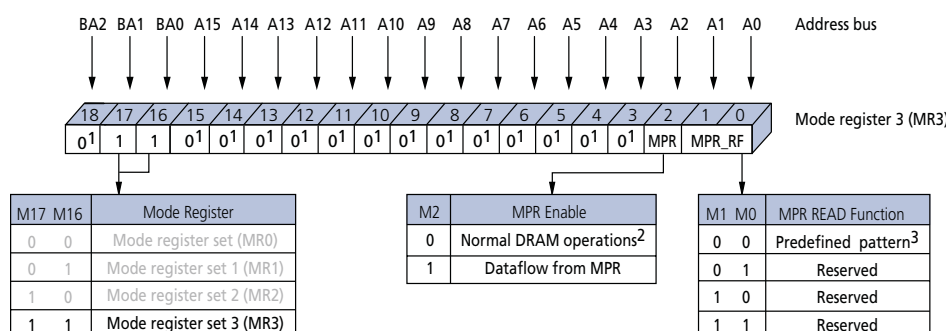 BA2 BA1 BA0 A15 A14 A13 A12 A11 A10 A9 A8 A7 A6 A5 A4 A3 A2 A1 A0 Address bus
18 17 16 15 14 13 12 11 10 9 8 7 6 5 4 3 2 1 0 Mode register 3 (MR3)
0¹ 1 1 0¹ 0¹ 0¹ 0¹ 0¹ 0¹ 0¹ 0¹ 0¹ 0¹ 0¹ 0¹ 0¹ MPR MPR_RF
M17 M16 Mode Register
0 0 Mode register set (MR0)
0 1 Mode register set 1 (MR1)
1 0 Mode register set 2 (MR2)
1 1 Mode register set 3 (MR3)
M2 MPR Enable
0 Normal DRAM operations²
1 Dataflow from MPR
M1 M0 MPR READ Function
0 0 Predefined pattern³
0 1 Reserved
1 0 Reserved
1 1 Reserved